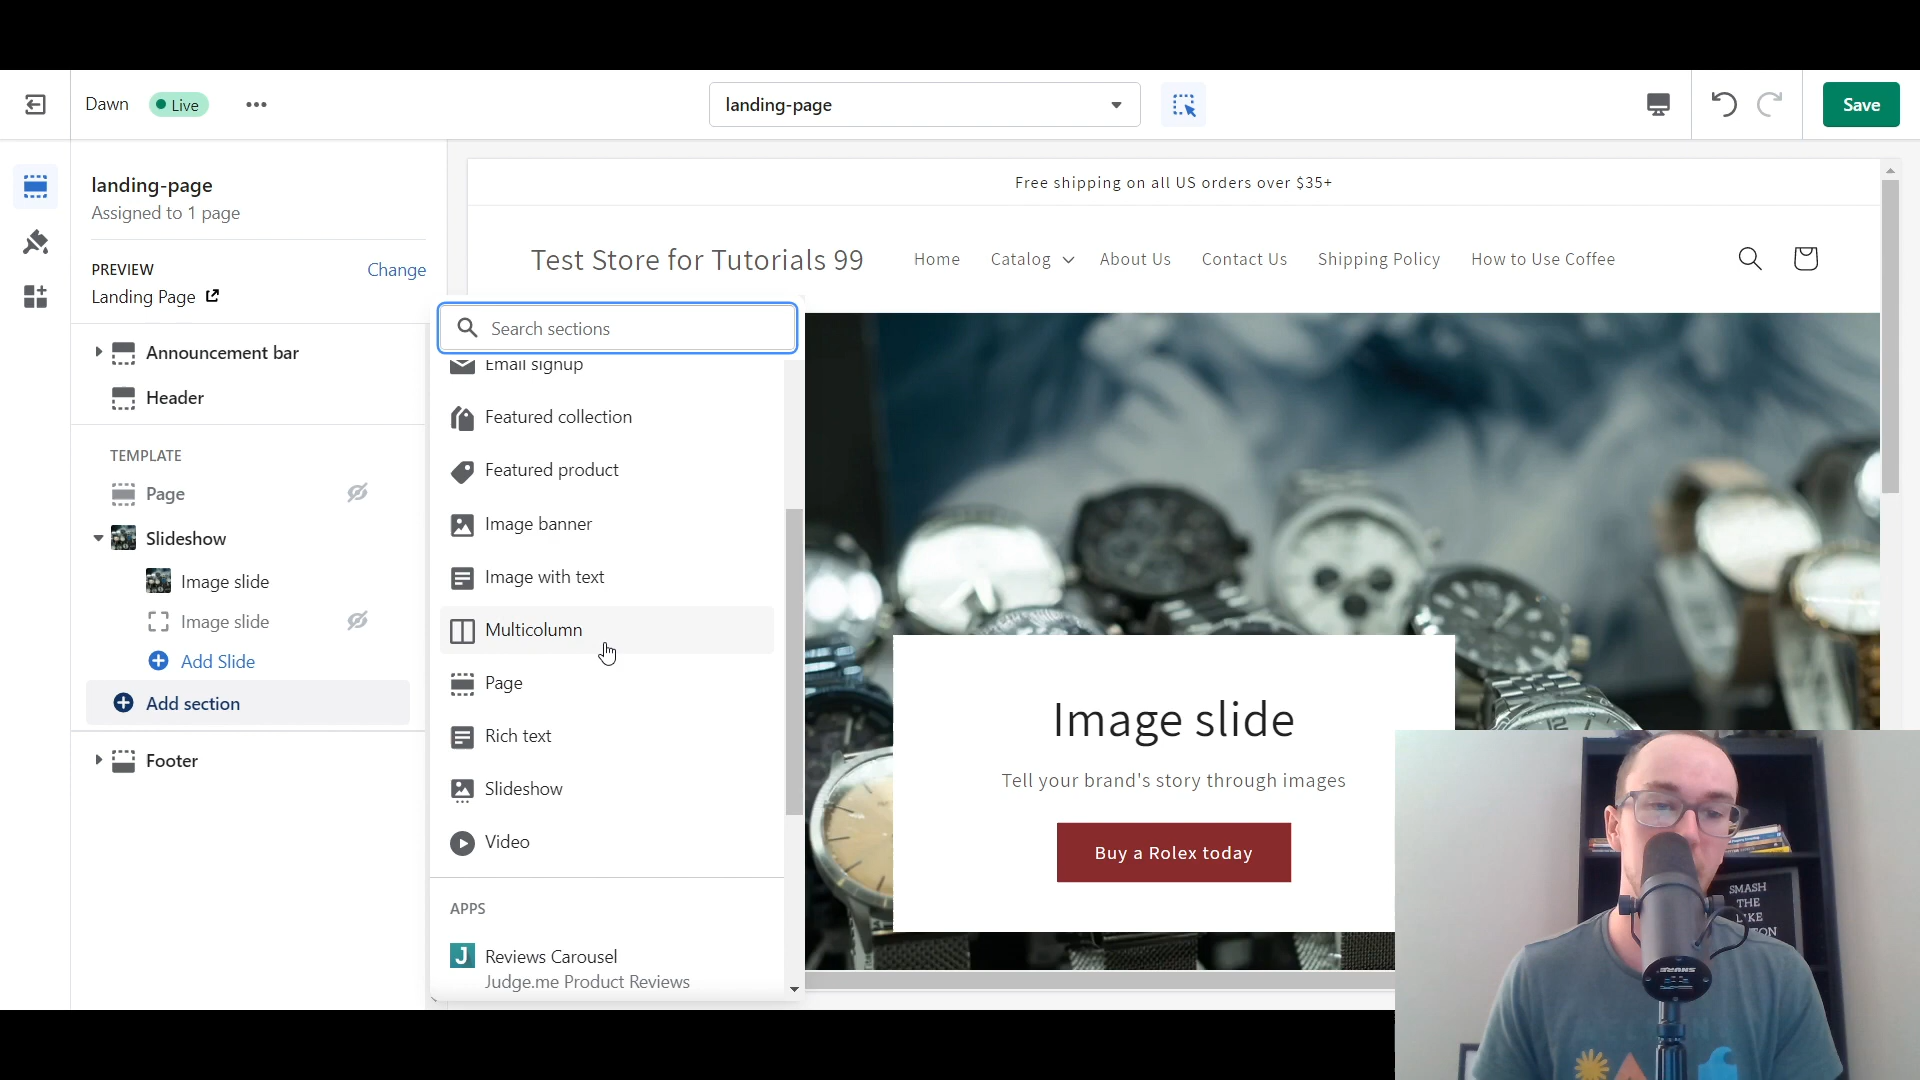 Dawn
Live
landing-page
Save
landing-page
Assigned to 1 page
PREVIEW
Change
Landing Page
Announcement bar
Header
TEMPLATE
Page
Slideshow
Image slide
Image slide
Add Slide
Add section
Footer
Search sections
Email signup
Featured collection
Featured product
Image banner
Image with text
Multicolumn
Page
Rich text
Slideshow
Video
APPS
J
Reviews Carousel
Judge.me Product Reviews
Free shipping on all US orders over $35+
Test Store for Tutorials 99
Home
Catalog
About Us
Contact Us
Shipping Policy
How to Use Coffee
Image slide
Tell your brand's story through images
Buy a Rolex today
SMASH
THE
SHURE